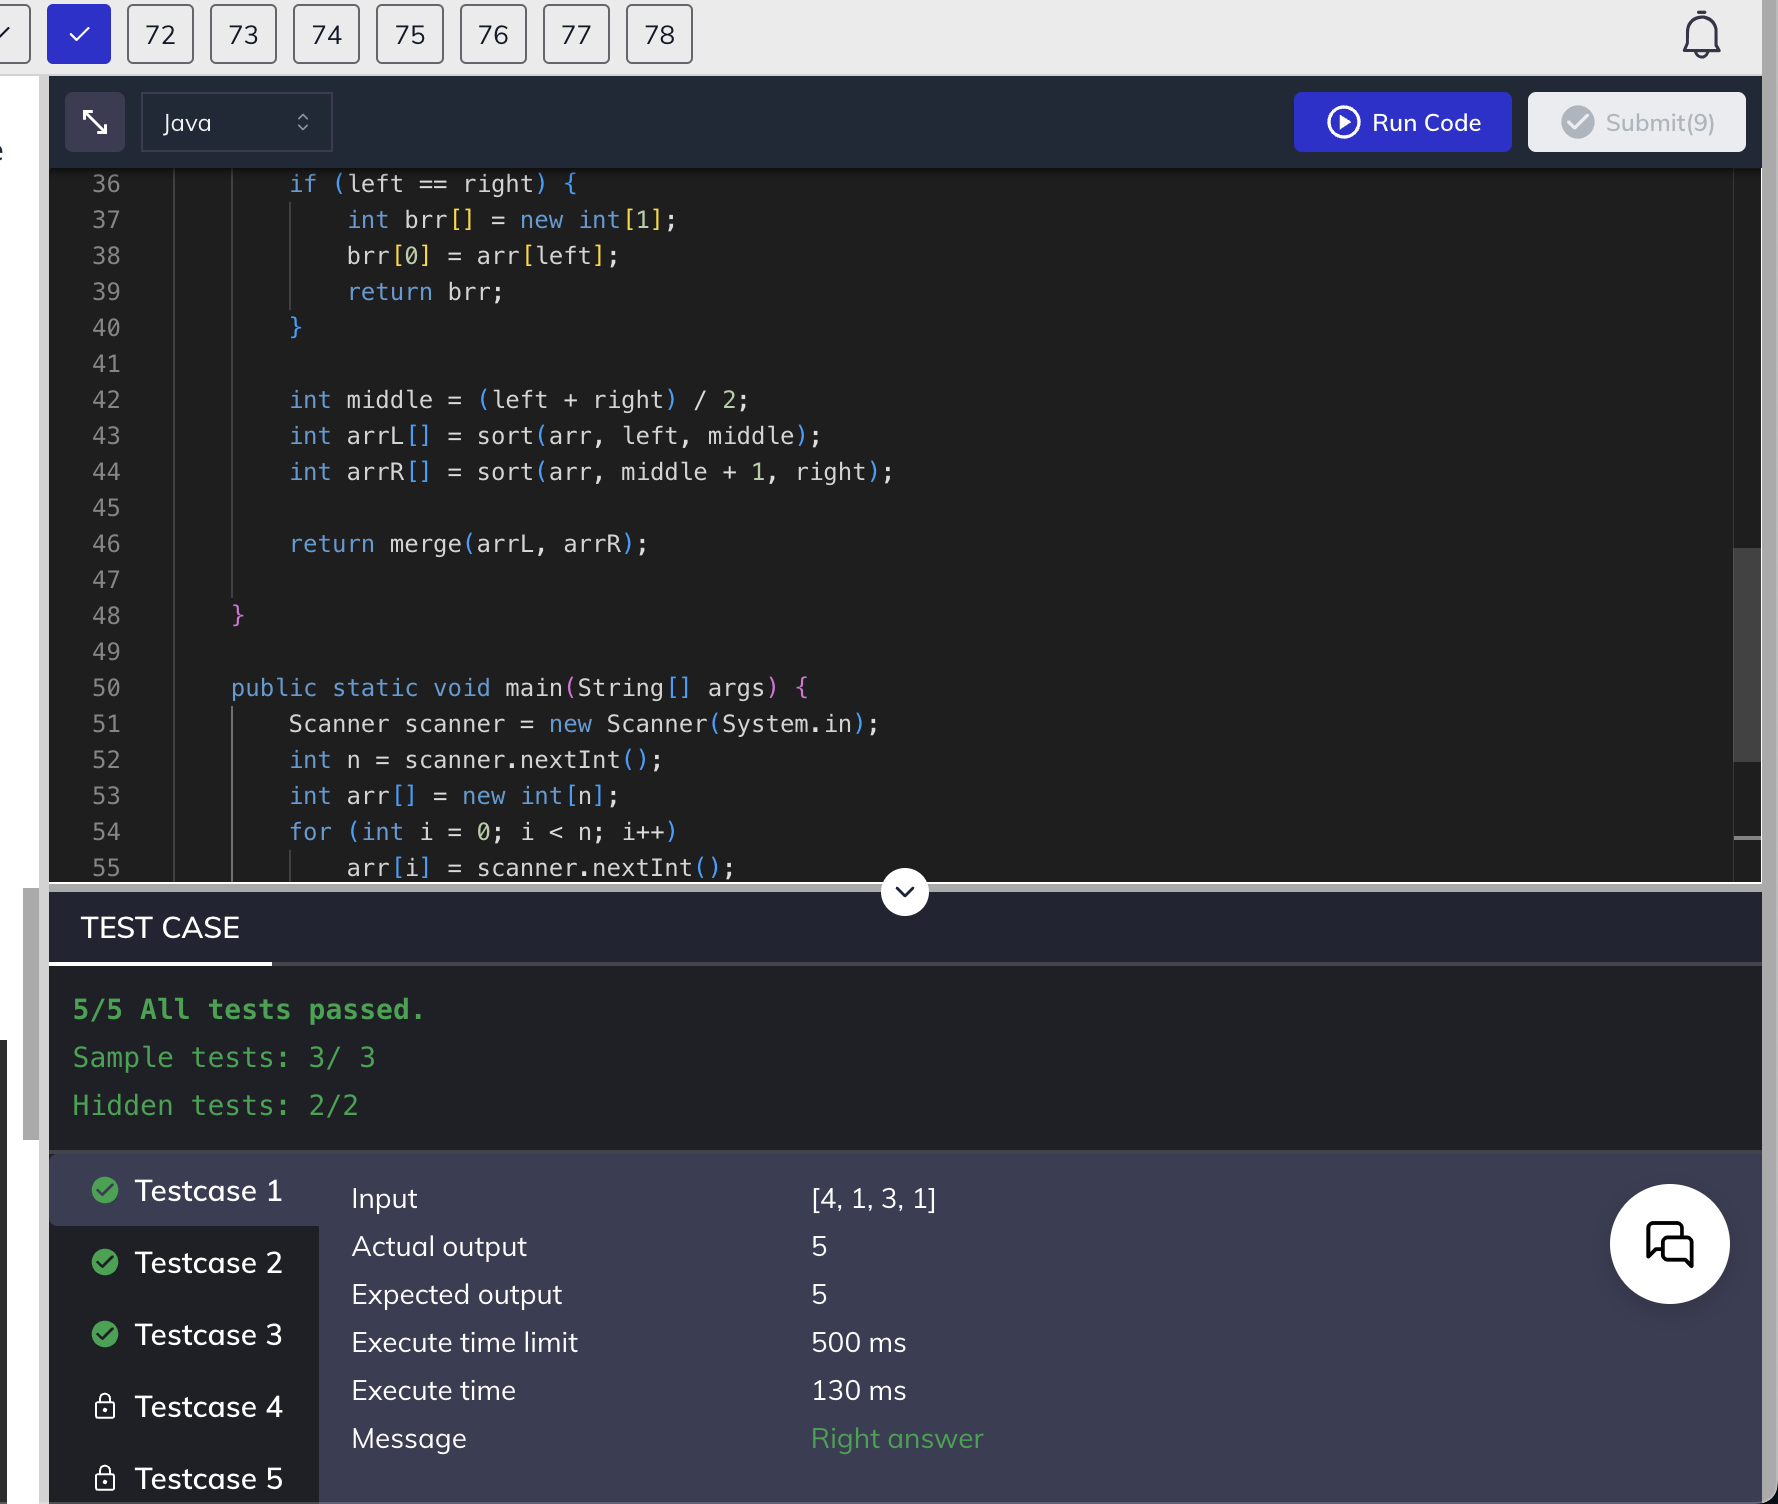 72 73 74 75 76 77 78
Java
Run Code
Submit(9)
36 if (left == right) {
37 int brr[] = new int[1];
38 brr[0] = arr[left];
39 return brr;
40 }
41
42 int middle = (left + right) / 2;
43 int arrL[] = sort(arr, left, middle);
44 int arrR[] = sort(arr, middle + 1, right);
45
46 return merge(arrL, arrR);
47
48 }
49
50 public static void main(String[] args) {
51 Scanner scanner = new Scanner(System.in);
52 int n = scanner.nextInt();
53 int arr[] = new int[n];
54 for (int i = 0; i < n; i++)
55 arr[i] = scanner.nextInt();
TEST CASE
5/5 All tests passed.
Sample tests: 3/ 3
Hidden tests: 2/2
Testcase 1
Testcase 2
Testcase 3
Testcase 4
Testcase 5
Input [4, 1, 3, 1]
Actual output 5
Expected output 5
Execute time limit 500 ms
Execute time 130 ms
Message Right answer